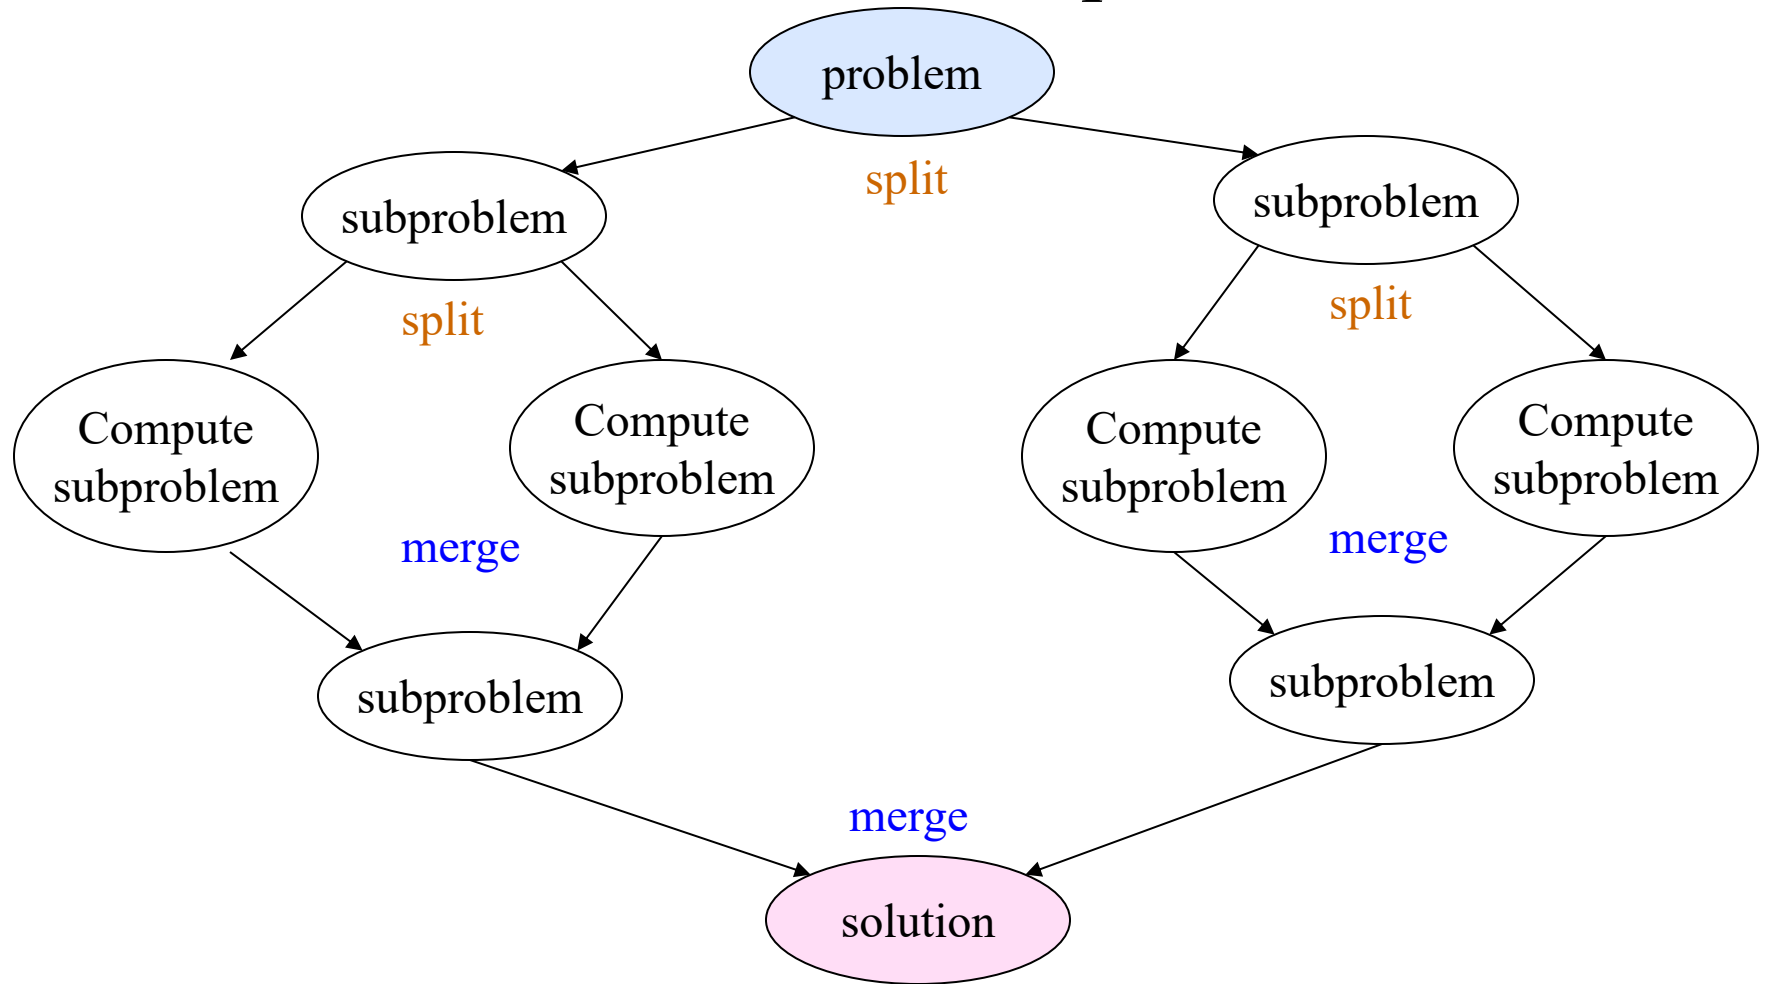 problem
split
subproblem
subproblem
split
split
Compute
subproblem
Compute
subproblem
Compute
subproblem
Compute
subproblem
merge
merge
subproblem
subproblem
merge
solution